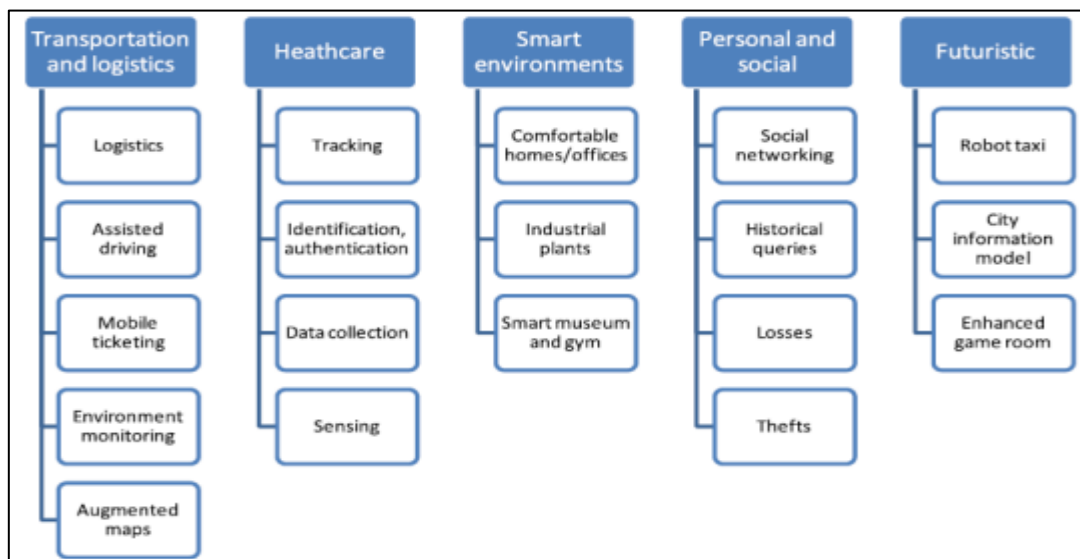 Transportation
and logistics
Logistics
Assisted
driving
Mobile
ticketing
Environment
monitoring
Augmented
maps
Heathcare
Tracking
Identification,
authentication
Data collection
Sensing
Smart
environments
Comfortable
homes/offices
Industrial
plants
Smart museum
and gym
Personal and
social
Social
networking
Historical
queries
Losses
Thefts
Futuristic
Robot taxi
City
information
model
Enhanced
game room